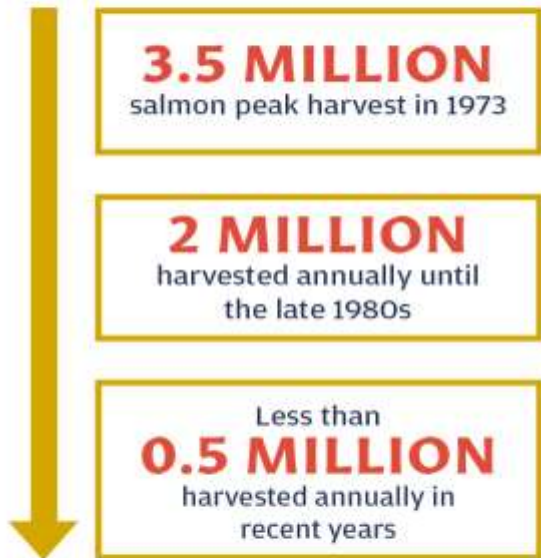 3.5 MILLION
salmon peak harvest in 1973
2 MILLION
harvested annually until
the late 1980s
Less than
0.5 MILLION
harvested annually in
recent years